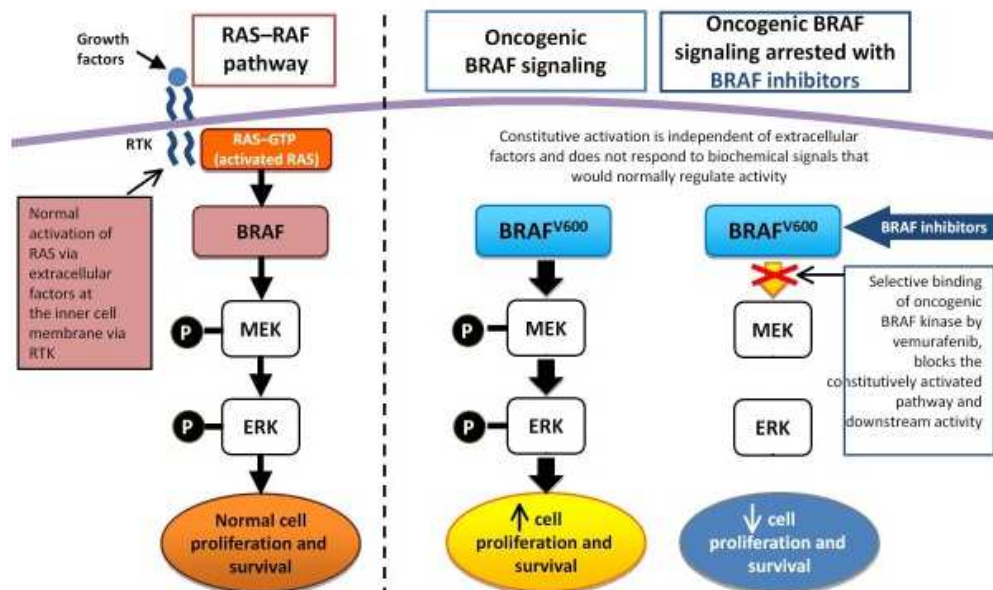 Growth
factors
RAS–RAF
pathway
RTK
RAS–GTP
(activated RAS)
Normal
activation of
RAS via
extracellular
factors at
the inner cell
membrane via
RTK
BRAF
P
MEK
P
ERK
Normal cell
proliferation and
survival
Oncogenic
BRAF signaling
Oncogenic BRAF
signaling arrested with
BRAF inhibitors
Constitutive activation is independent of extracellular
factors and does not respond to biochemical signals that
would normally regulate activity
BRAFV600
P
MEK
P
ERK
↑ cell
proliferation and
survival
BRAFV600
BRAF inhibitors
Selective binding
of oncogenic
BRAF kinase by
vemurafenib,
blocks the
constitutively activated
pathway and
downstream activity
MEK
ERK
↓ cell
proliferation and
survival